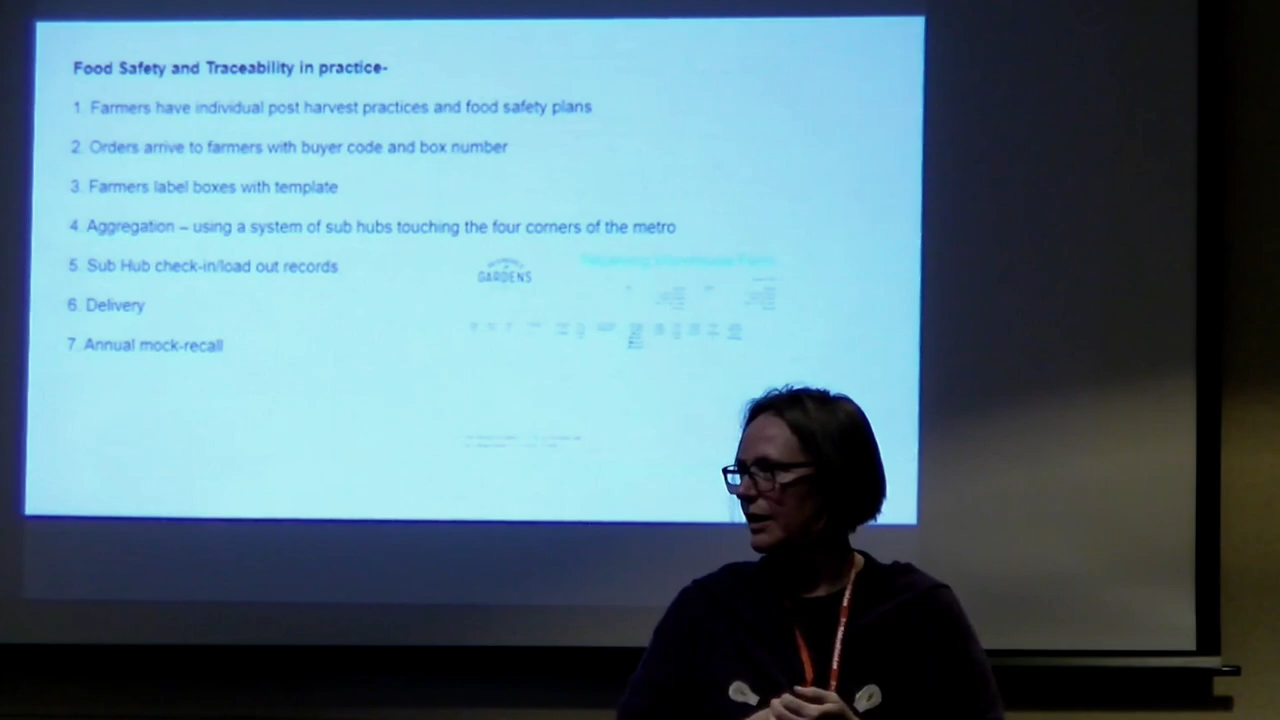 Food Safety and Traceability in practice-
1. Farmers have individual post harvest practices and food safety plans
2. Orders arrive to farmers with buyer code and box number
3. Farmers label boxes with template
4. Aggregation – using a system of sub hubs touching the four corners of the metro
5. Sub Hub check-in/load out records
GARDENS
6. Delivery
7. Annual mock-recall